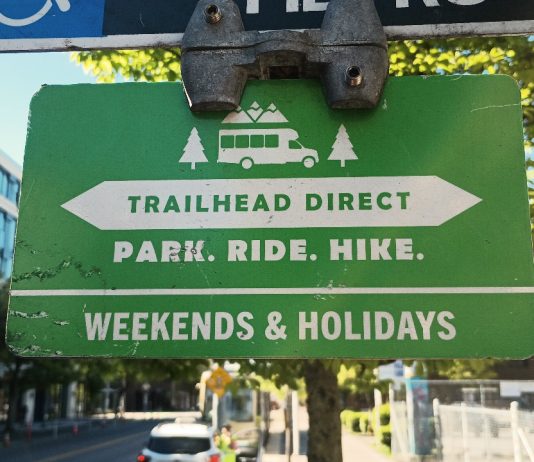 TRAILHEAD DIRECT
PARK. RIDE. HIKE.
WEEKENDS & HOLIDAYS